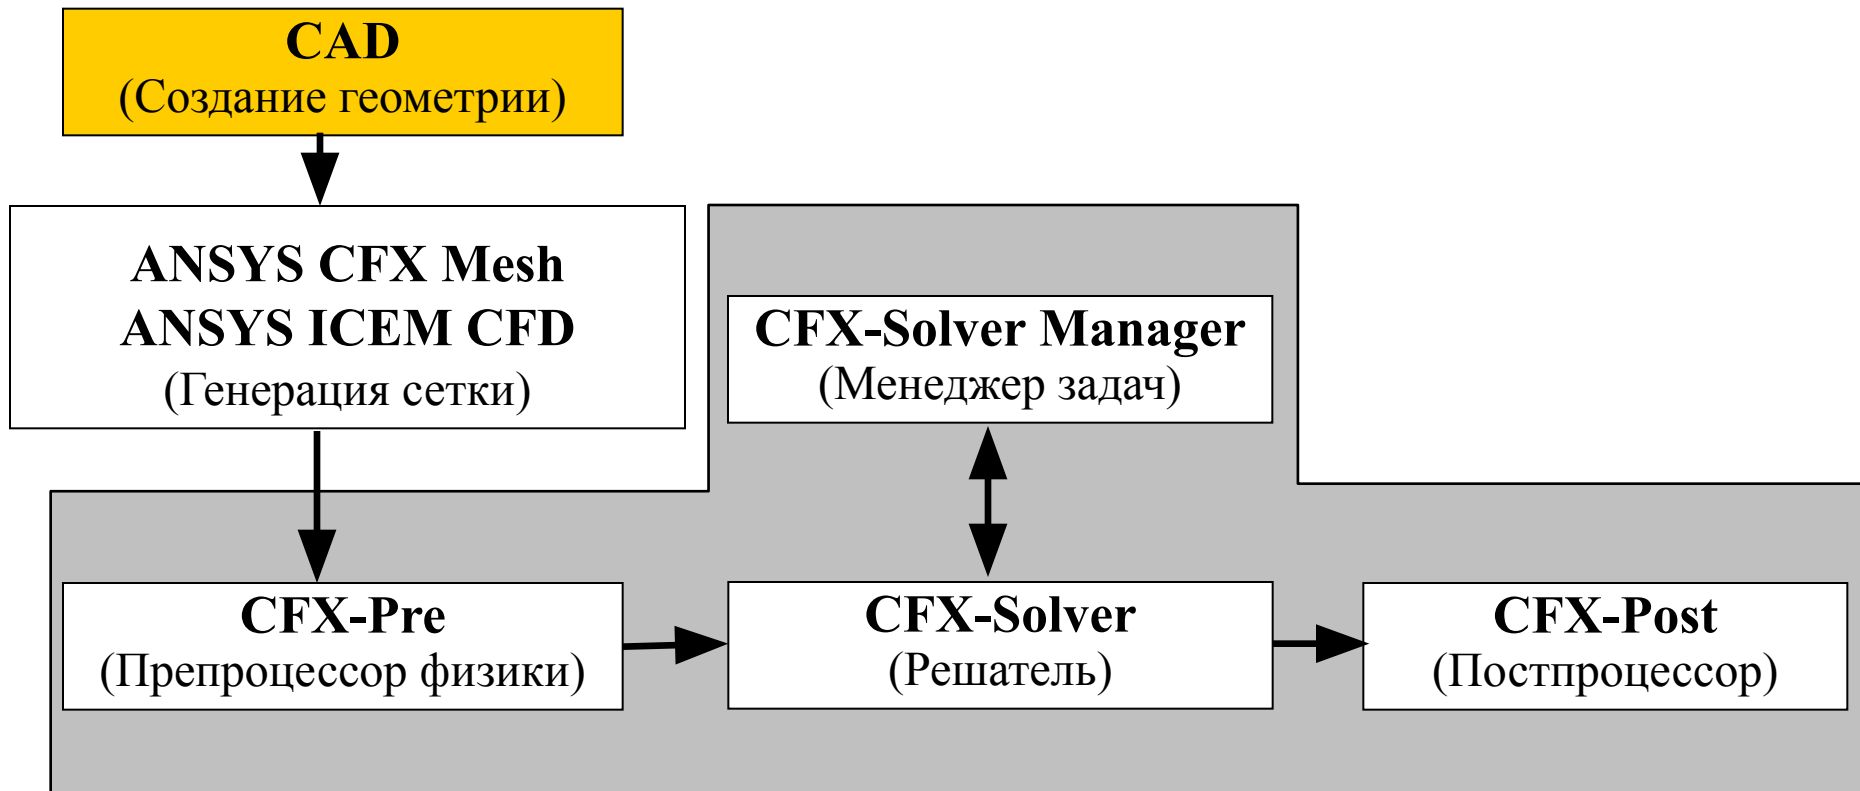 CAD
(Создание геометрии)
ANSYS CFX Mesh
ANSYS ICEM CFD
(Генерация сетки)
CFX-Solver Manager
(Менеджер задач)
CFX-Pre
(Препроцессор физики)
CFX-Solver
(Решатель)
CFX-Post
(Постпроцессор)